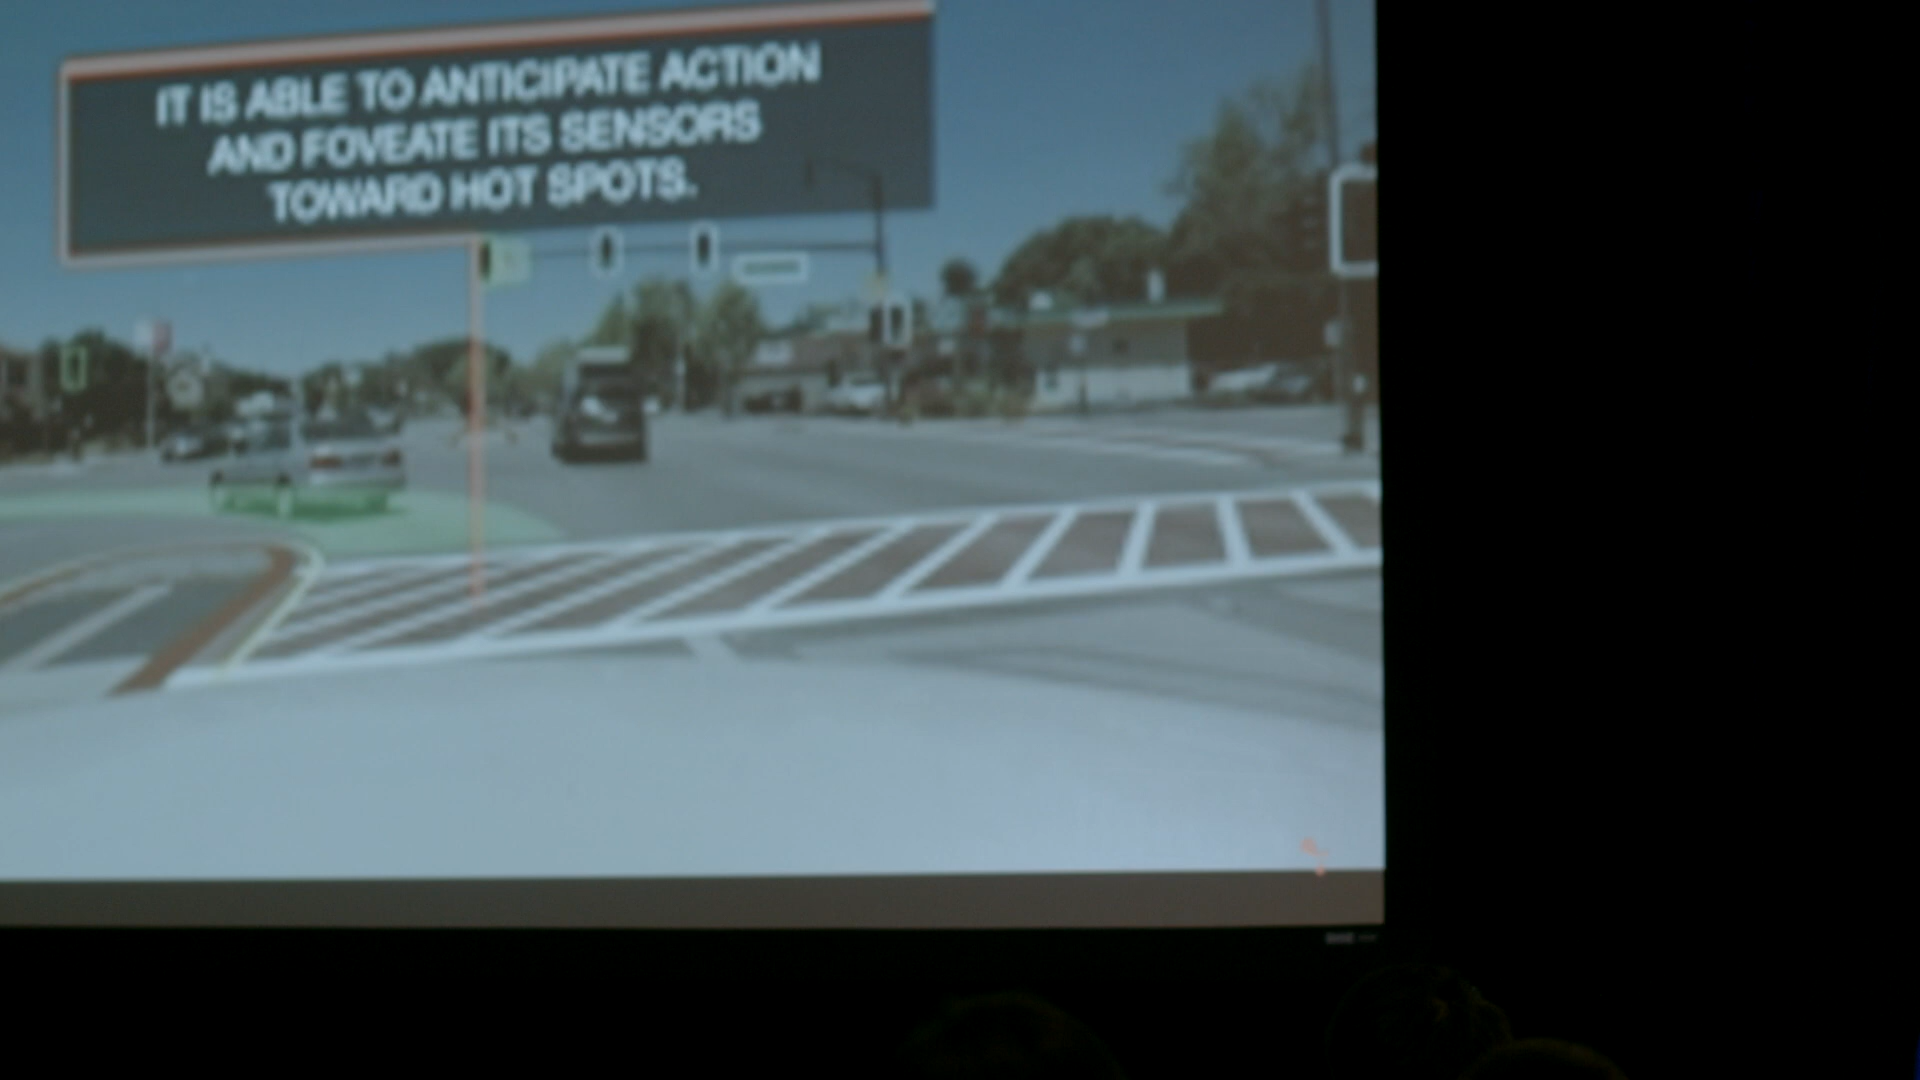 IT IS ABLE TO ANTICIPATE ACTION
AND FOVEATE ITS SENSORS
TOWARD HOT SPOTS.